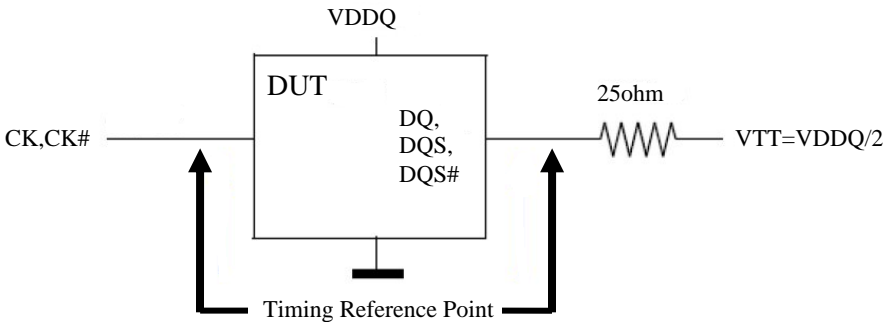 VDDQ
DUT
25ohm
CK,CK#
DQ,
DQS,
DQS#
VTT=VDDQ/2
Timing Reference Point